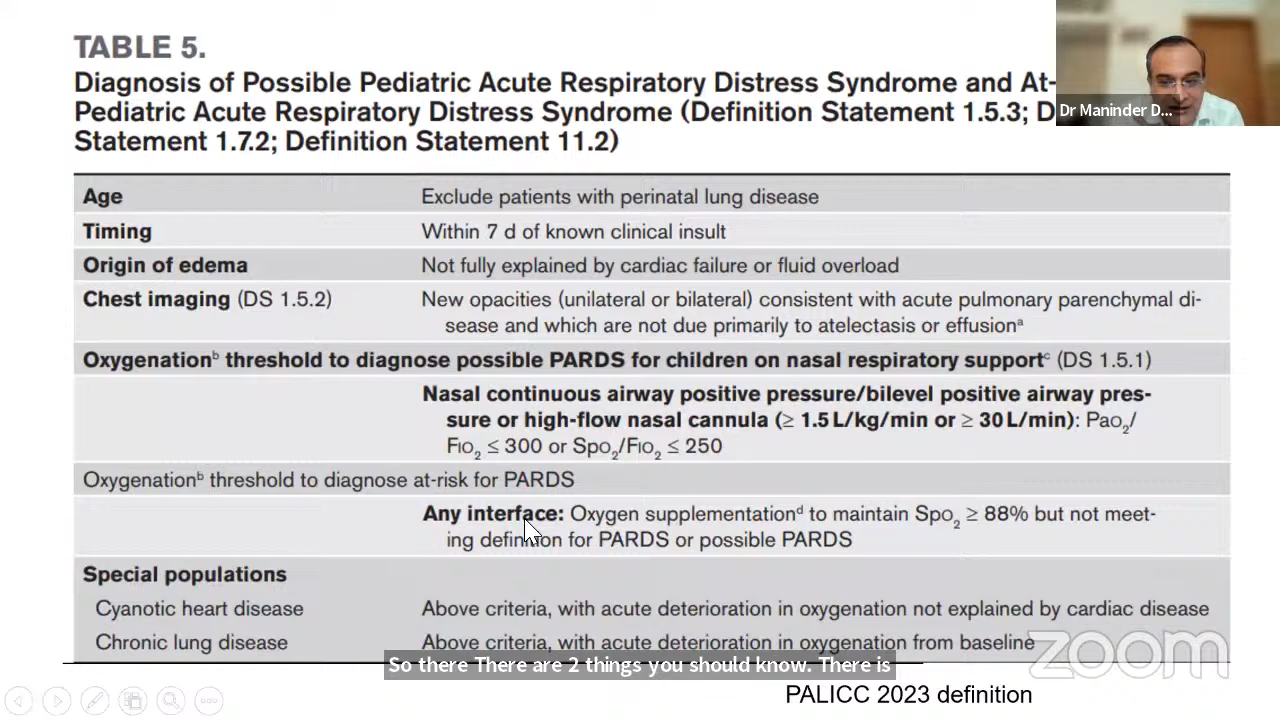 TABLE 5.
Diagnosis of Possible Pediatric Acute Respiratory Distress Syndrome and At-
Pediatric Acute Respiratory Distress Syndrome (Definition Statement 1.5.3; D
Statement 1.7.2; Definition Statement 11.2)
Dr Maninder D...
Age Exclude patients with perinatal lung disease
Timing Within 7 d of known clinical insult
Origin of edema Not fully explained by cardiac failure or fluid overload
Chest imaging (DS 1.5.2) New opacities (unilateral or bilateral) consistent with acute pulmonary parenchymal di-
sease and which are not due primarily to atelectasis or effusionᵃ
Oxygenationᵇ threshold to diagnose possible PARDS for children on nasal respiratory supportᶜ (DS 1.5.1)
Nasal continuous airway positive pressure/bilevel positive airway pres-
sure or high-flow nasal cannula (≥ 1.5 L/kg/min or ≥ 30 L/min): Pao₂/
Fio₂ ≤ 300 or Spo₂/Fio₂ ≤ 250
Oxygenationᵇ threshold to diagnose at-risk for PARDS
Any interface: Oxygen supplementationᵈ to maintain Spo₂ ≥ 88% but not meet-
ing definition for PARDS or possible PARDS
Special populations
Cyanotic heart disease Above criteria, with acute deterioration in oxygenation not explained by cardiac disease
Chronic lung disease Above criteria, with acute deterioration in oxygenation from baseline
zoom
So there There are 2 things you should know. There is
PALICC 2023 definition